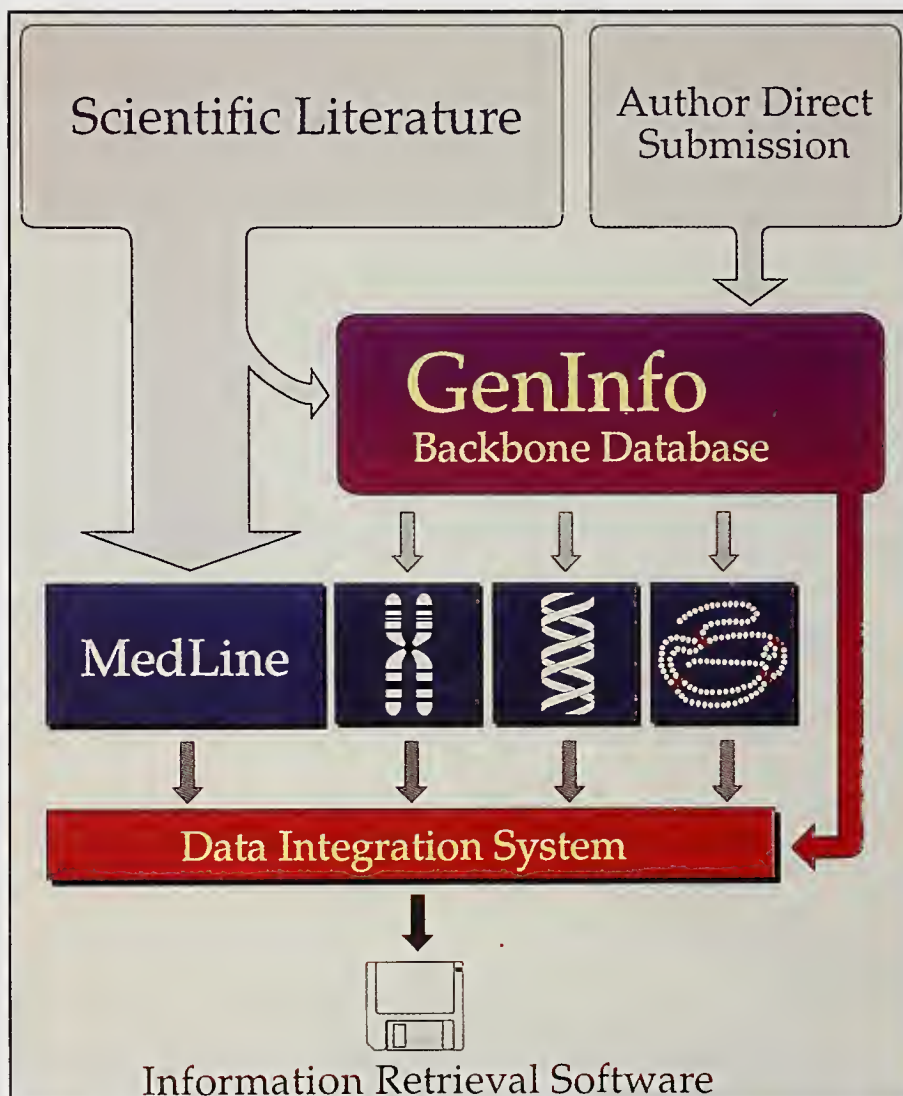 Scientific Literature
Author Direct
Submission
GenInfo
Backbone Database
MedLine
Data Integration System
Information Retrieval Software